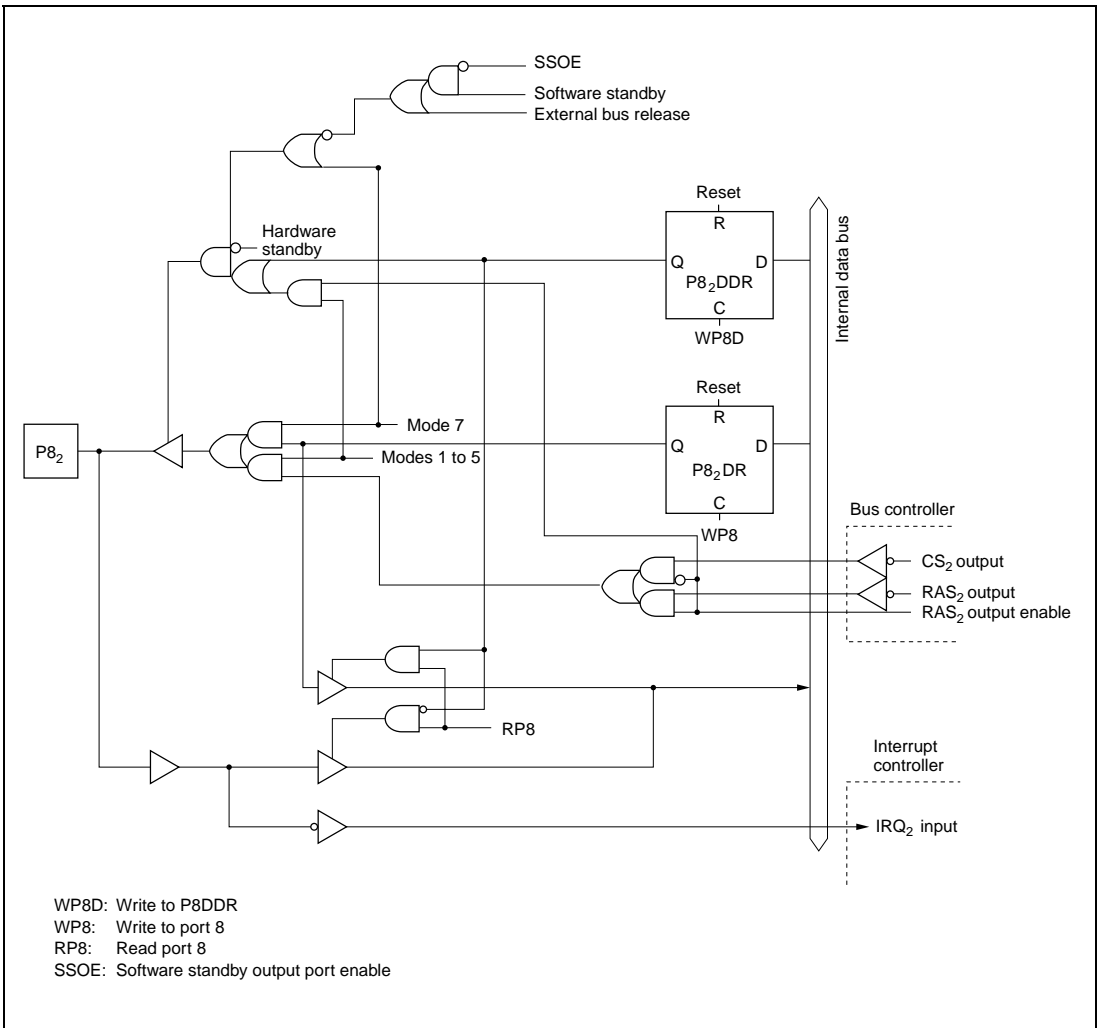 SSOE
Software standby
External bus release
Reset
R
Hardware
standby
Q
D
P8₂DDR
C
WP8D
Internal data bus
Reset
R
Mode 7
Q
D
P8₂
Modes 1 to 5
P8₂DR
C
WP8
Bus controller
CS₂ output
RAS₂ output
RAS₂ output enable
RP8
Interrupt
controller
IRQ₂ input
WP8D: Write to P8DDR
WP8: Write to port 8
RP8: Read port 8
SSOE: Software standby output port enable